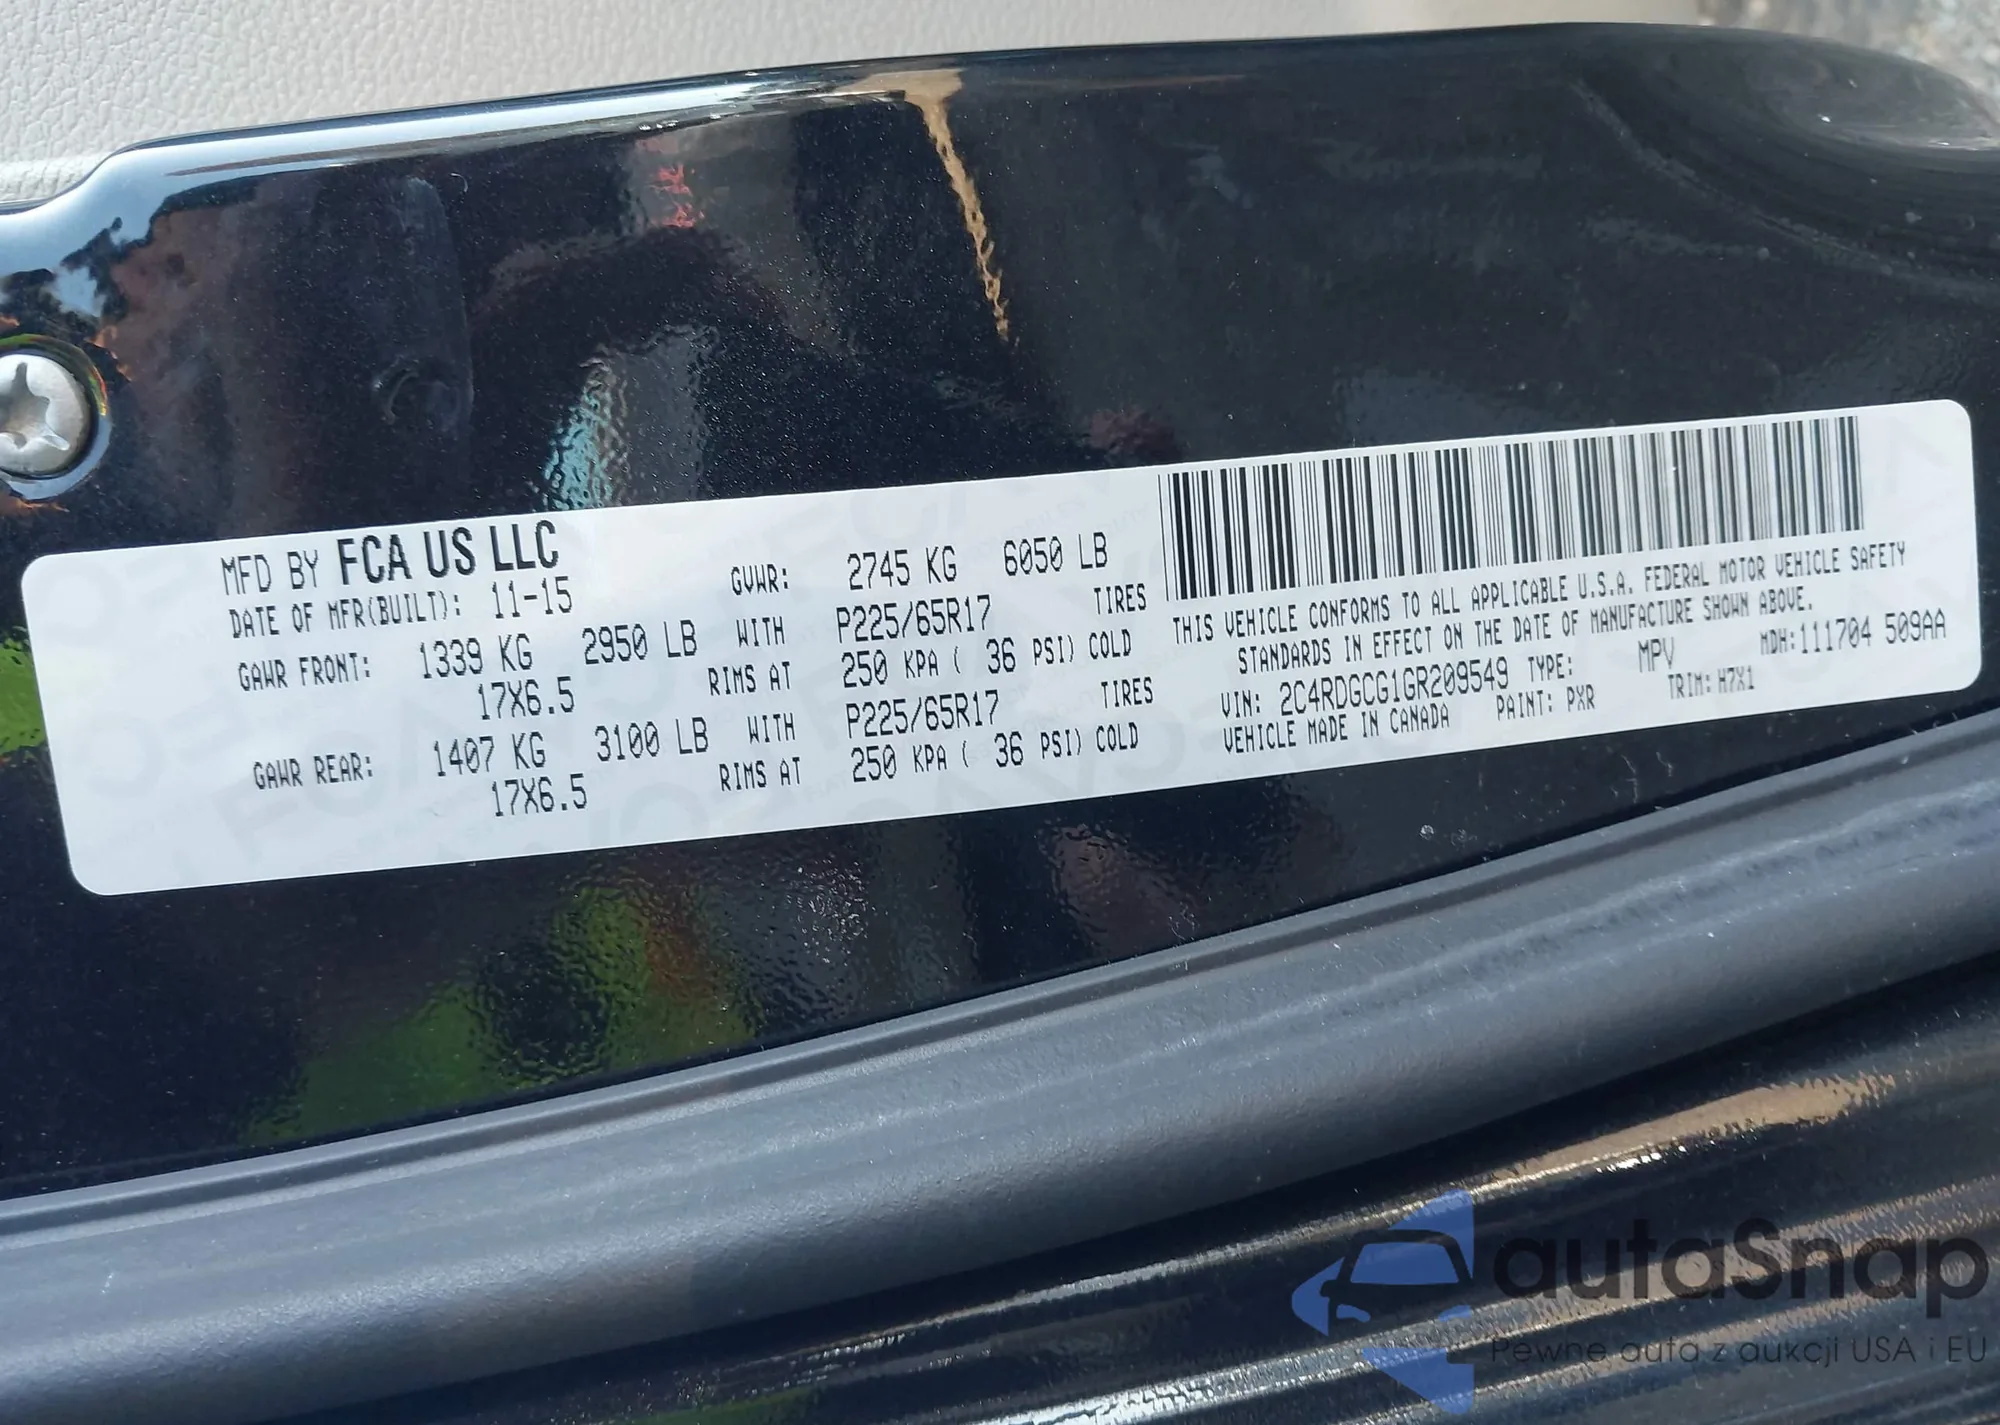 MFD BY FCA US LLC
DATE OF MFR(BUILT): 11-15 GVWR: 2745 KG 6050 LB
GAWR FRONT: 1339 KG 2950 LB WITH P225/65R17 TIRES
17X6.5 RIMS AT 250 KPA ( 36 PSI) COLD
GAWR REAR: 1407 KG 3100 LB WITH P225/65R17 TIRES
17X6.5 RIMS AT 250 KPA ( 36 PSI) COLD
THIS VEHICLE CONFORMS TO ALL APPLICABLE U.S.A. FEDERAL MOTOR VEHICLE SAFETY
STANDARDS IN EFFECT ON THE DATE OF MANUFACTURE SHOWN ABOVE.
VIN: 2C4RDGCG1GR209549 TYPE: MPV MDH:111704 509AA
VEHICLE MADE IN CANADA PAINT: PXR TRIM: H7X1
autaSnap
Pewne auta z aukcji USA i EU